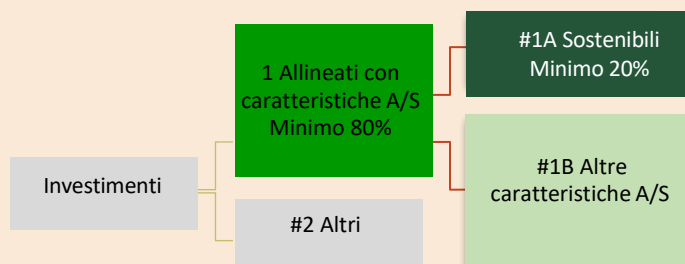 Investimenti
1 Allineati con
caratteristiche A/S
Minimo 80%
#2 Altri
#1A Sostenibili
Minimo 20%
#1B Altre
caratteristiche A/S